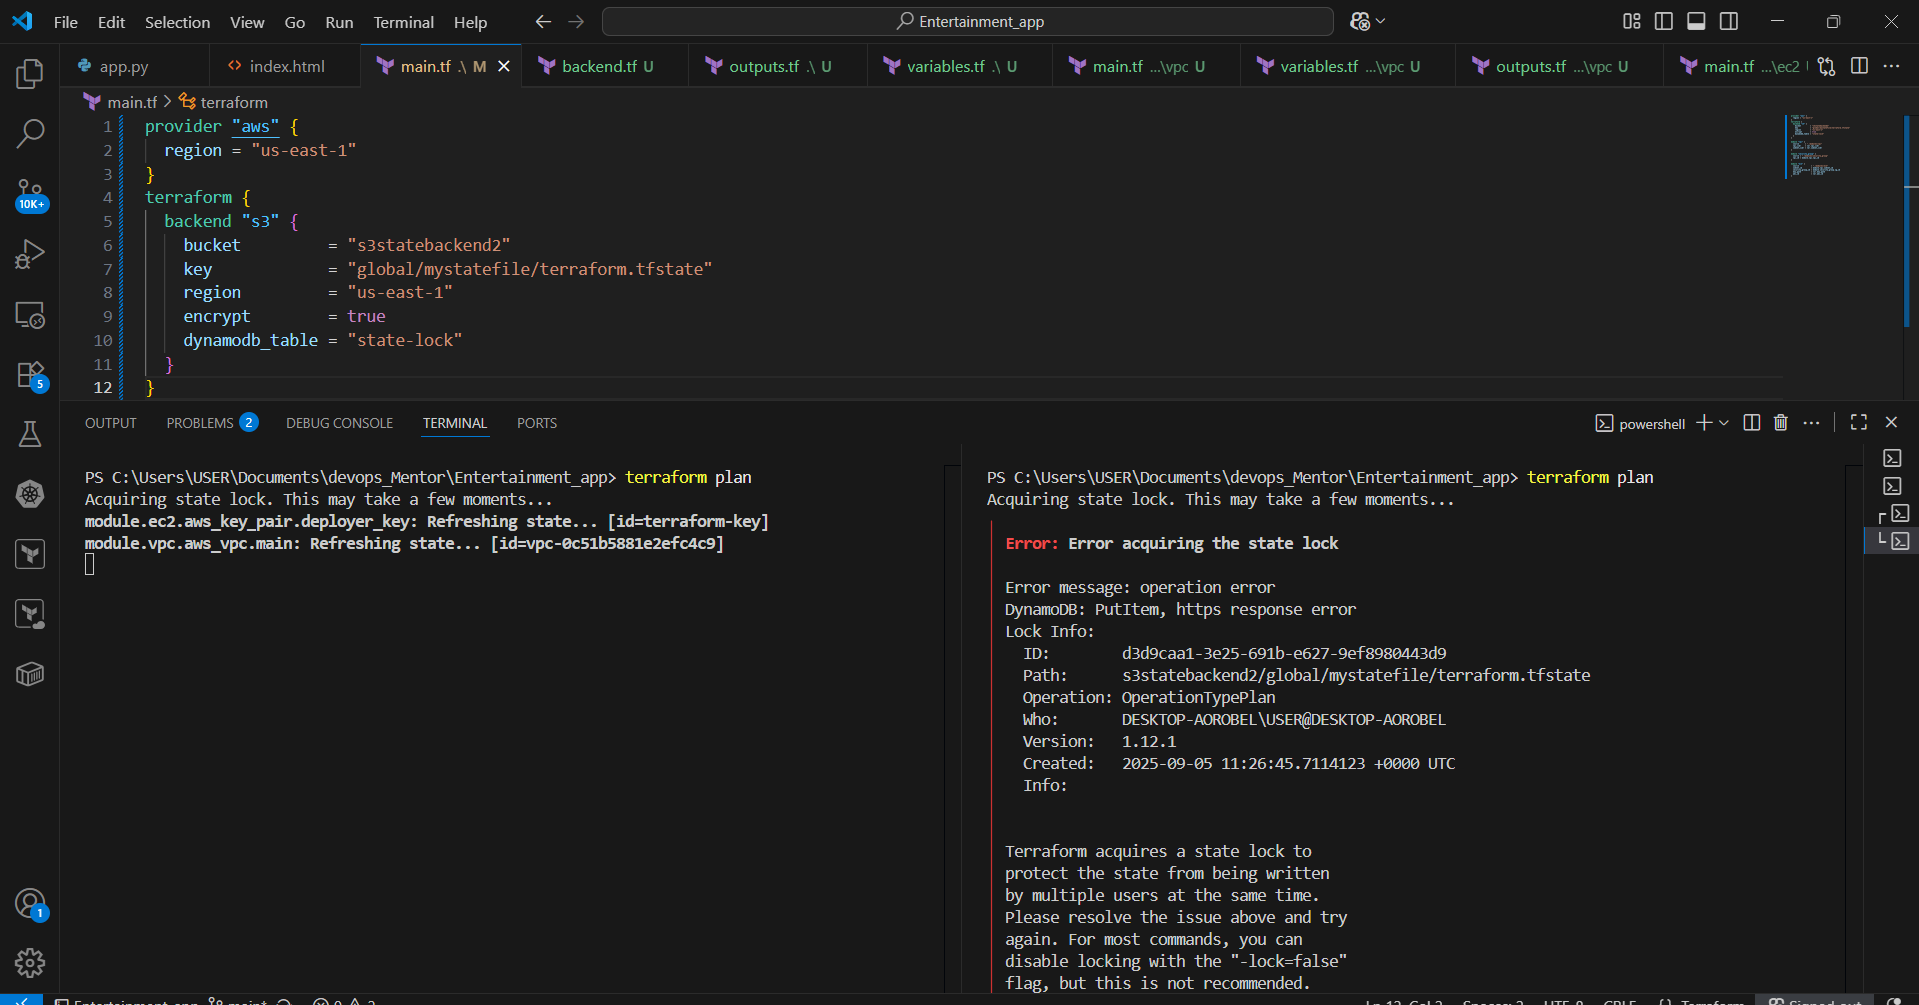 File Edit Selection View Go Run Terminal Help
Entertainment_app
app.py
index.html
main.tf .\ M
backend.tf U
outputs.tf .\ U
variables.tf .\ U
main.tf ...\vpc U
variables.tf ...\vpc U
outputs.tf ...\vpc U
main.tf ...\ec2
main.tf > terraform
1 provider "aws" {
2 region = "us-east-1"
3 }
4 terraform {
5 backend "s3" {
6 bucket = "s3statebackend2"
7 key = "global/mystatefile/terraform.tfstate"
8 region = "us-east-1"
9 encrypt = true
10 dynamodb_table = "state-lock"
11 }
12 }
10K+
5
1
OUTPUT PROBLEMS 2 DEBUG CONSOLE TERMINAL PORTS
powershell
PS C:\Users\USER\Documents\devops_Mentor\Entertainment_app> terraform plan
Acquiring state lock. This may take a few moments...
module.ec2.aws_key_pair.deployer_key: Refreshing state... [id=terraform-key]
module.vpc.aws_vpc.main: Refreshing state... [id=vpc-0c51b5881e2efc4c9]
PS C:\Users\USER\Documents\devops_Mentor\Entertainment_app> terraform plan
Acquiring state lock. This may take a few moments...
Error: Error acquiring the state lock
Error message: operation error
DynamoDB: PutItem, https response error
Lock Info:
ID: d3d9caa1-3e25-691b-e627-9ef8980443d9
Path: s3statebackend2/global/mystatefile/terraform.tfstate
Operation: OperationTypePlan
Who: DESKTOP-AOROBEL\USER@DESKTOP-AOROBEL
Version: 1.12.1
Created: 2025-09-05 11:26:45.7114123 +0000 UTC
Info:
Terraform acquires a state lock to
protect the state from being written
by multiple users at the same time.
Please resolve the issue above and try
again. For most commands, you can
disable locking with the "-lock=false"
flag, but this is not recommended.